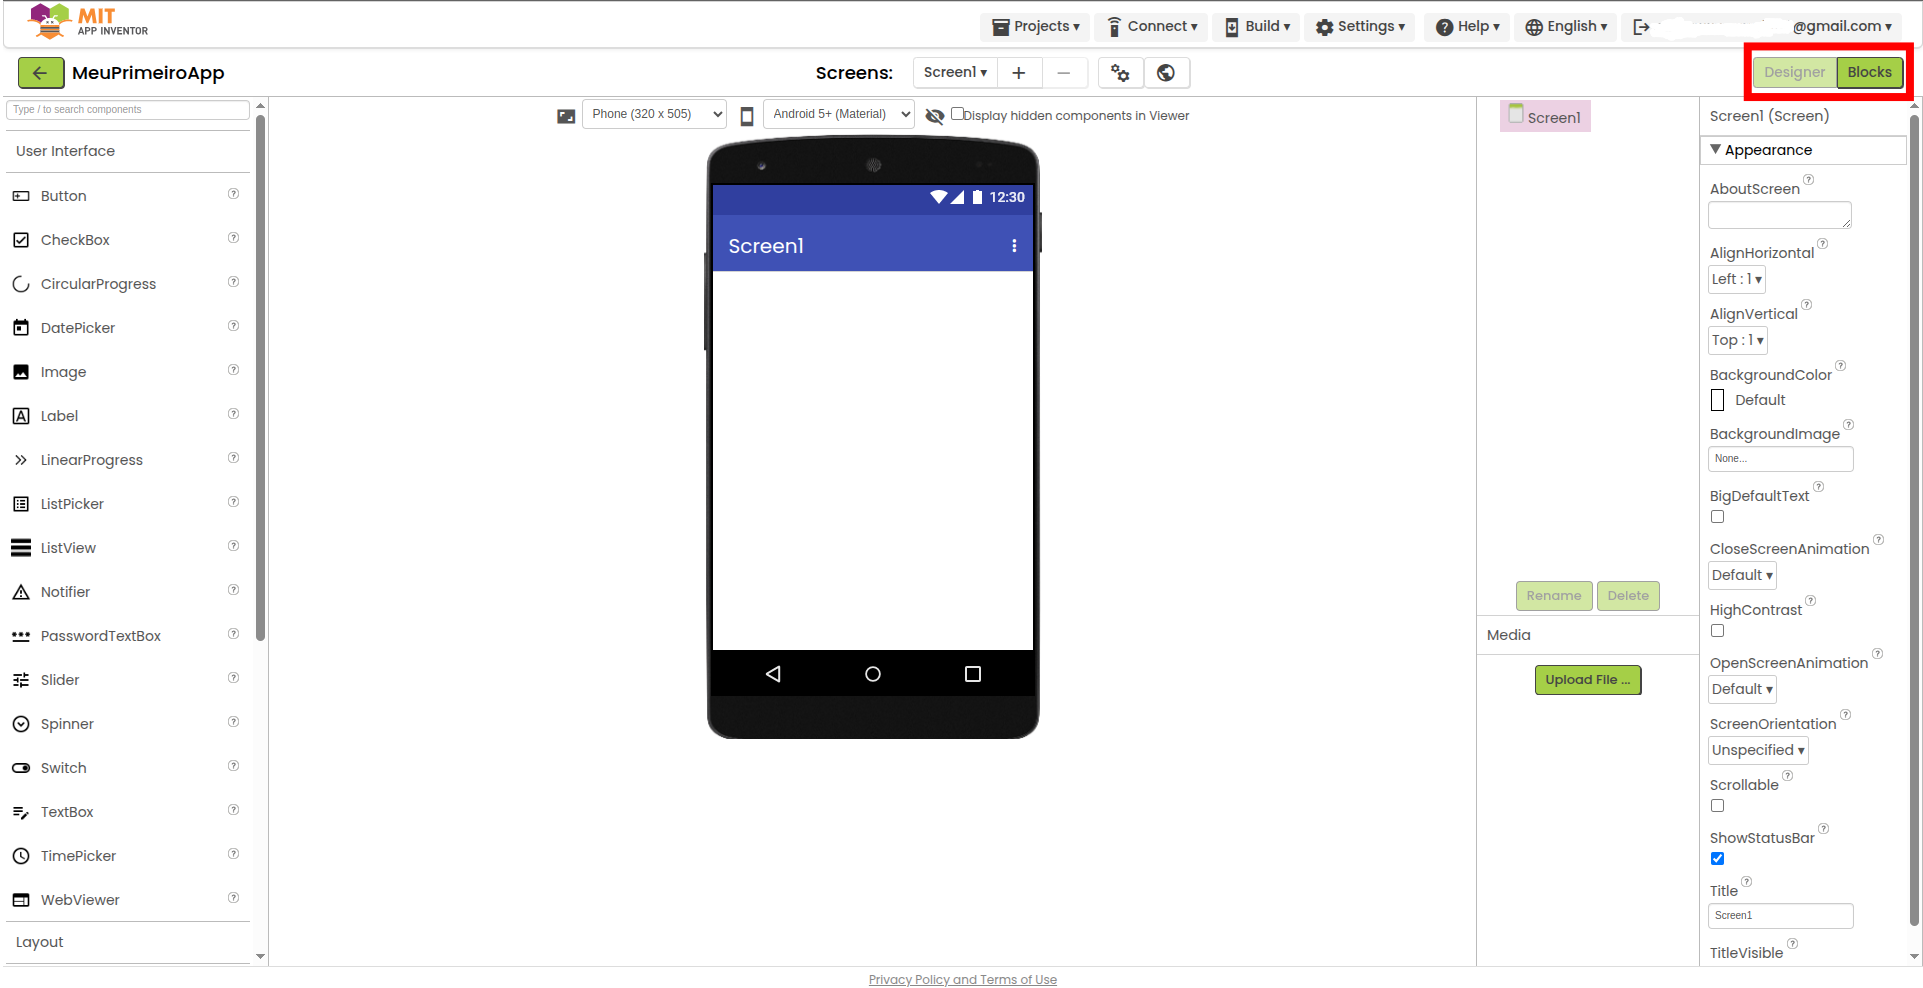 MIT
APP INVENTOR
Projects ▾ Connect ▾ Build ▾ Settings ▾ Help ▾ English ▾ @gmail.com ▾
MeuPrimeiroApp
Screens: Screen1 ▾ + −
Designer Blocks
Type / to search components
User Interface
Button
CheckBox
CircularProgress
DatePicker
Image
Label
LinearProgress
ListPicker
ListView
Notifier
PasswordTextBox
Slider
Spinner
Switch
TextBox
TimePicker
WebViewer
Layout
Phone (320 x 505) Android 5+ (Material) Display hidden components in Viewer
12:30
Screen1
Screen1
Rename Delete
Media
Upload File ...
Screen1 (Screen)
Appearance
AboutScreen
AlignHorizontal
Left : 1 ▾
AlignVertical
Top : 1 ▾
BackgroundColor
Default
BackgroundImage
None...
BigDefaultText
CloseScreenAnimation
Default ▾
HighContrast
OpenScreenAnimation
Default ▾
ScreenOrientation
Unspecified ▾
Scrollable
ShowStatusBar
Title
Screen1
TitleVisible
Privacy Policy and Terms of Use